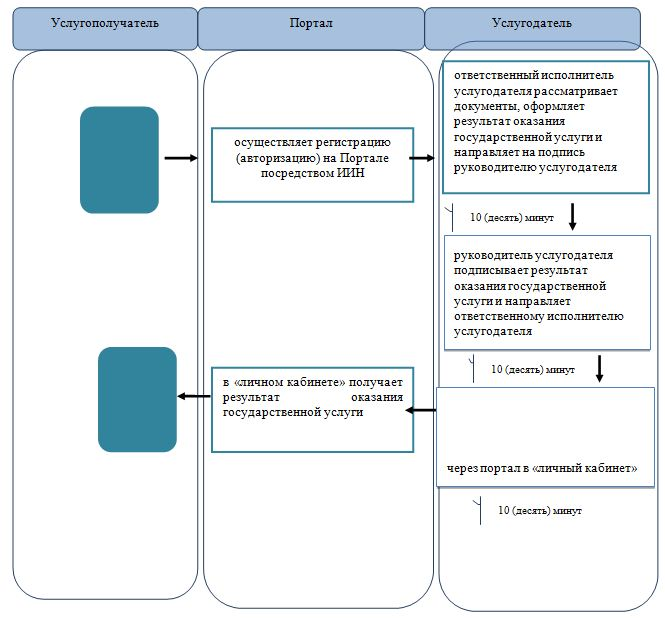 Услугополучатель
Портал
Услугодатель
ответственный исполнитель
услугодателя рассматривает
документы, оформляет
результат оказания
государственной услуги и
направляет на подпись
руководителю услугодателя
осуществляет регистрацию
(авторизацию) на Портале
посредством ИИН
10 (десять) минут
руководитель услугодателя
подписывает результат
оказания государственной
услуги и направляет
ответственному исполнителю
услугодателя
10 (десять) минут
в «личном кабинете» получает
результат оказания
государственной услуги
через портал в «личный кабинет»
10 (десять) минут